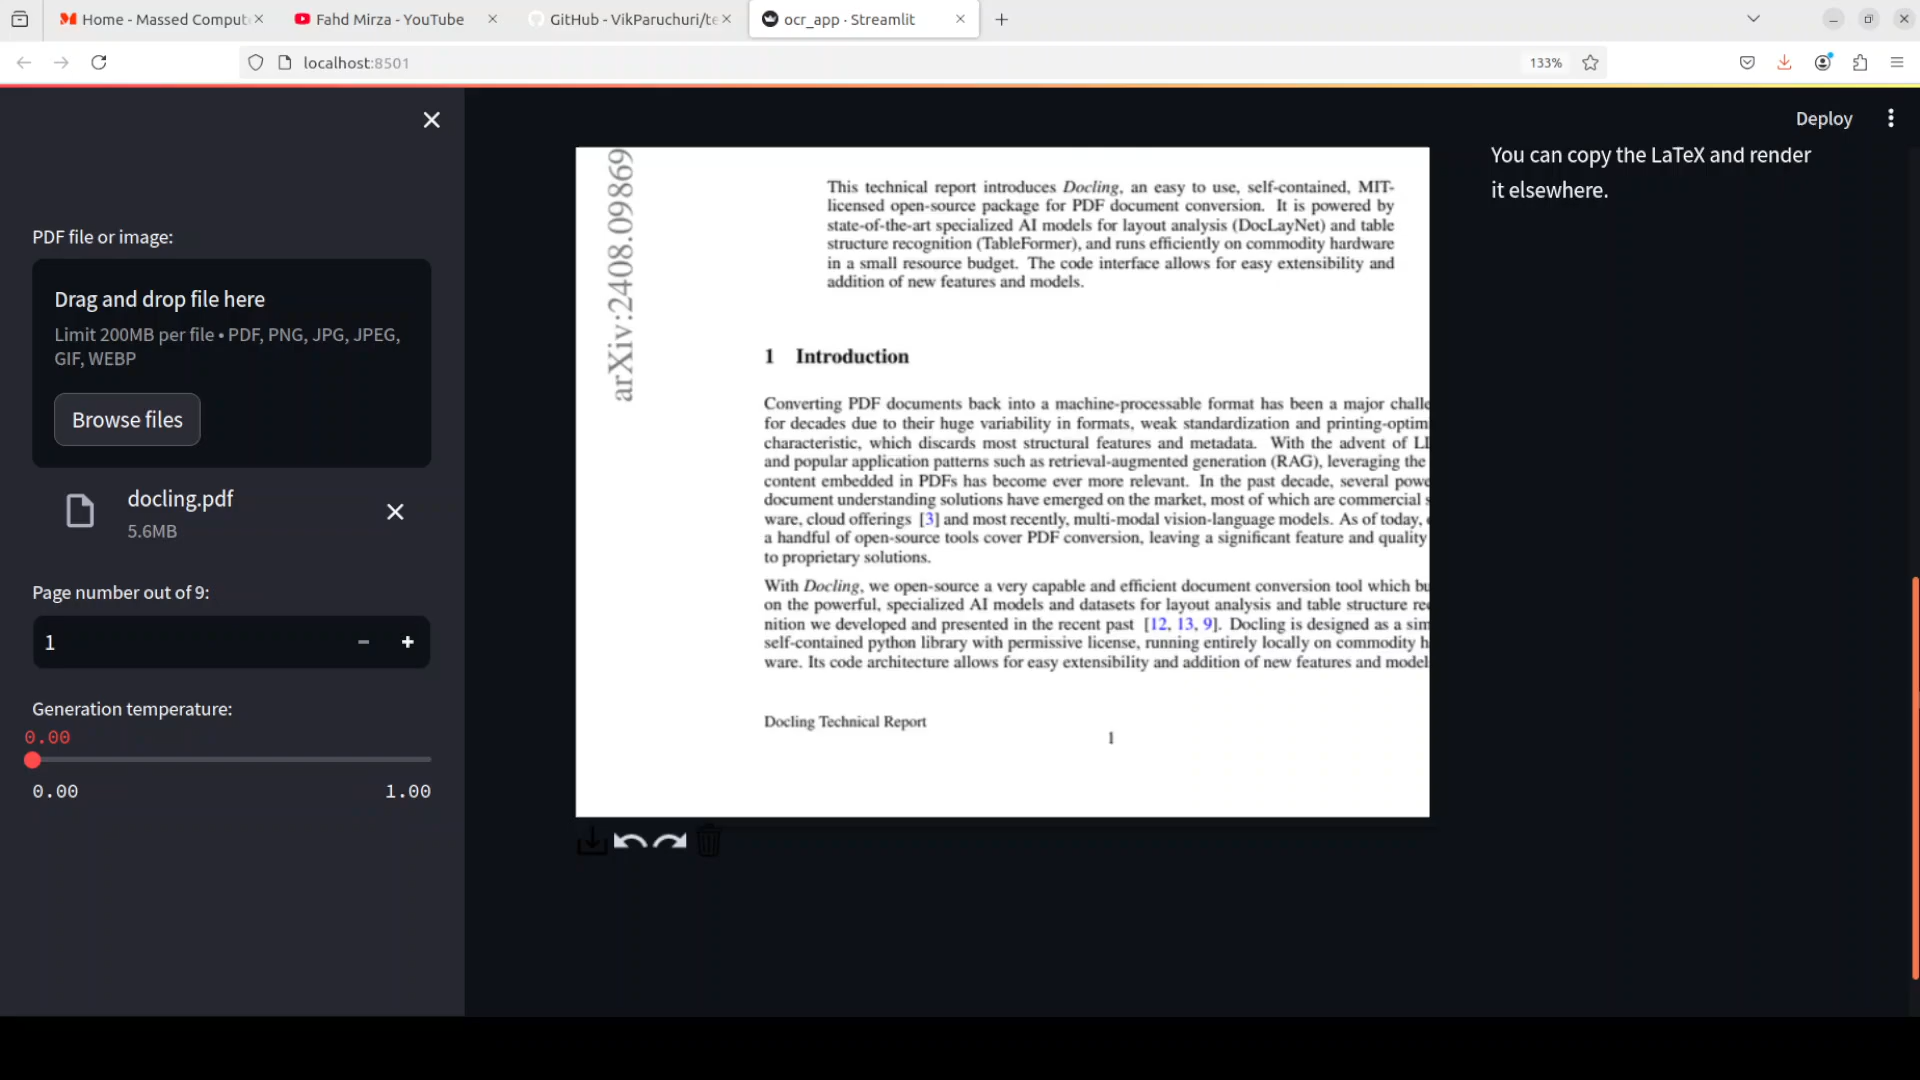 Home - Massed Comput
Fahd Mirza - YouTube
GitHub - VikParuchuri/te
ocr_app · Streamlit
localhost:8501
133%
Deploy
PDF file or image:
Drag and drop file here
Limit 200MB per file • PDF, PNG, JPG, JPEG,
GIF, WEBP
Browse files
docling.pdf
5.6MB
Page number out of 9:
1
Generation temperature:
0.00
0.00 1.00
arXiv:2408.09869
This technical report introduces Docling, an easy to use, self-contained, MIT-
licensed open-source package for PDF document conversion. It is powered by
state-of-the-art specialized AI models for layout analysis (DocLayNet) and table
structure recognition (TableFormer), and runs efficiently on commodity hardware
in a small resource budget. The code interface allows for easy extensibility and
addition of new features and models.
1 Introduction
Converting PDF documents back into a machine-processable format has been a major challe
for decades due to their huge variability in formats, weak standardization and printing-optim
characteristic, which discards most structural features and metadata. With the advent of LL
and popular application patterns such as retrieval-augmented generation (RAG), leveraging the
content embedded in PDFs has become ever more relevant. In the past decade, several powe
document understanding solutions have emerged on the market, most of which are commercial s
ware, cloud offerings [3] and most recently, multi-modal vision-language models. As of today,
a handful of open-source tools cover PDF conversion, leaving a significant feature and quality
to proprietary solutions.
With Docling, we open-source a very capable and efficient document conversion tool which bu
on the powerful, specialized AI models and datasets for layout analysis and table structure rec
nition we developed and presented in the recent past [12, 13, 9]. Docling is designed as a sim
self-contained python library with permissive license, running entirely locally on commodity h
ware. Its code architecture allows for easy extensibility and addition of new features and model
Docling Technical Report
1
You can copy the LaTeX and render
it elsewhere.